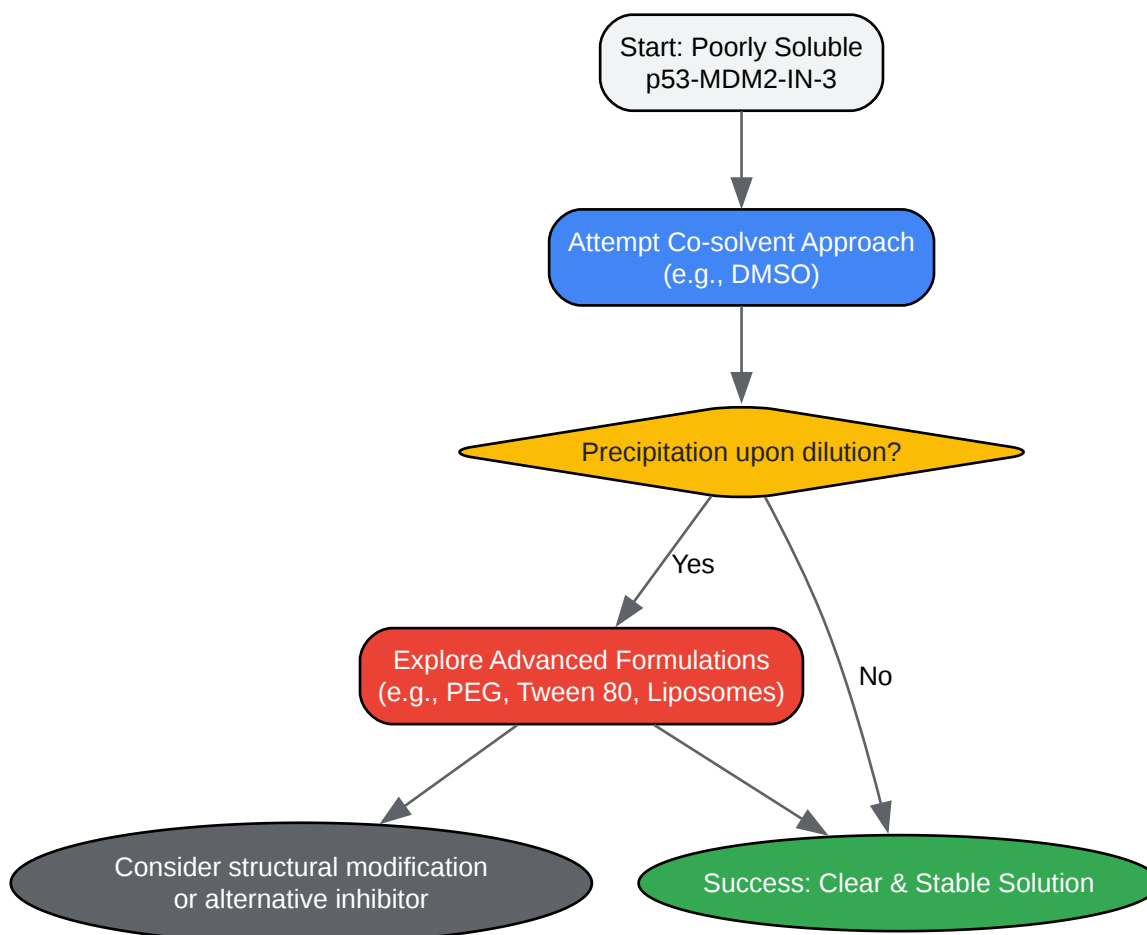 Start: Poorly Soluble
p53-MDM2-IN-3
Attempt Co-solvent Approach
(e.g., DMSO)
Precipitation upon dilution?
Yes
No
Explore Advanced Formulations
(e.g., PEG, Tween 80, Liposomes)
Consider structural modification
or alternative inhibitor
Success: Clear & Stable Solution